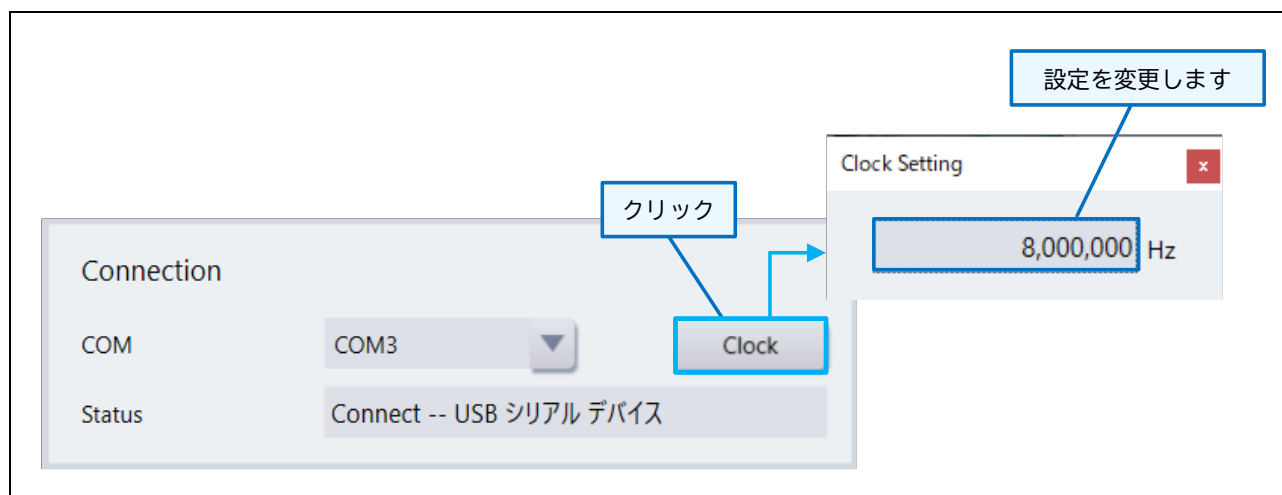 設定を変更します
Clock Setting
x
クリック
8,000,000 Hz
Connection
COM COM3 Clock
Status Connect -- USB シリアル デバイス